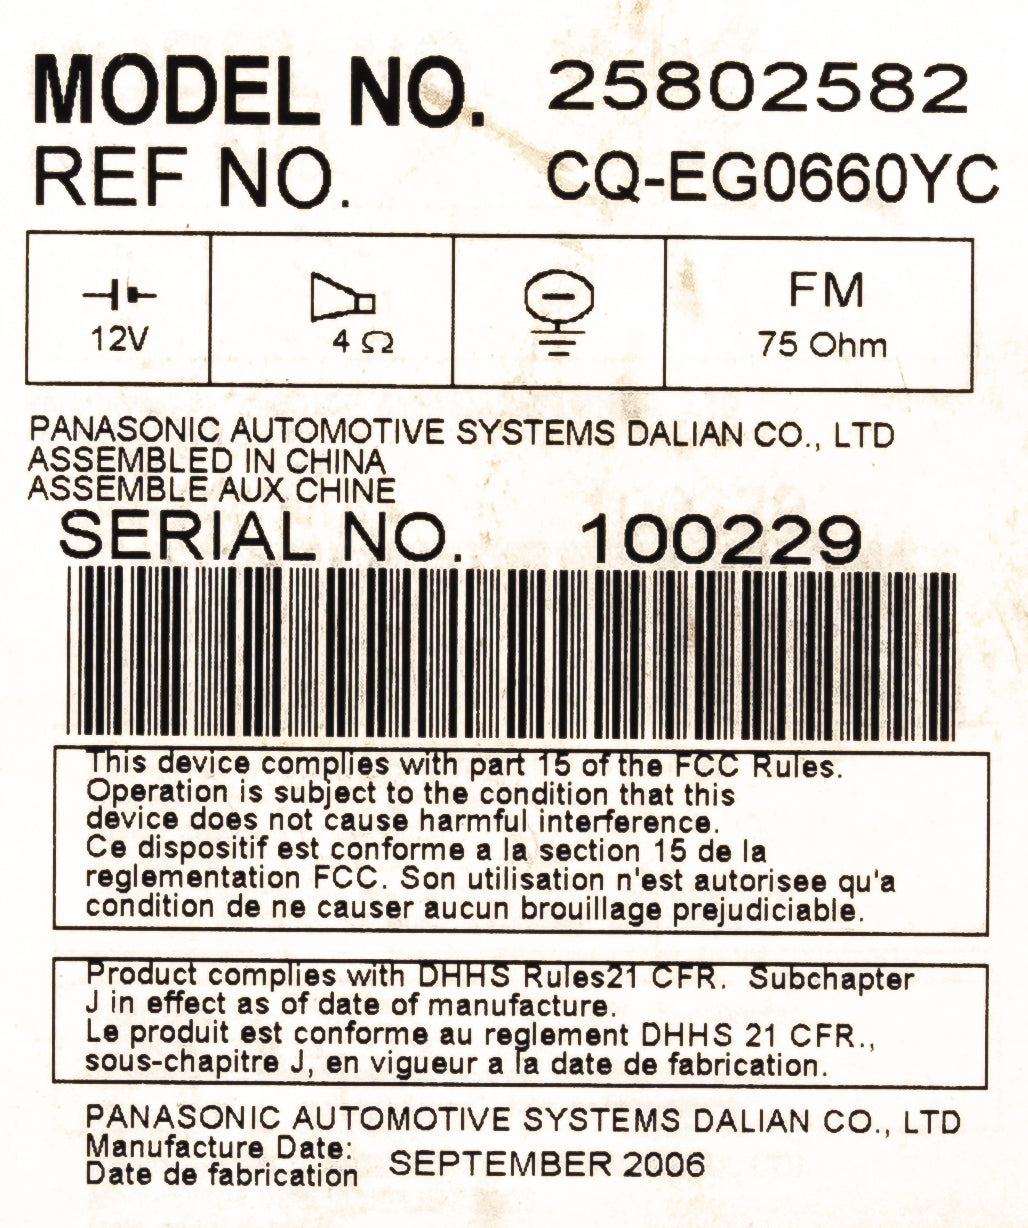 MODEL NO. 25802582
REF NO. CQ-EG0660YC
12V
4 Ω
FM
75 Ohm
PANASONIC AUTOMOTIVE SYSTEMS DALIAN CO., LTD
ASSEMBLED IN CHINA
ASSEMBLE AUX CHINE
SERIAL NO. 100229
This device complies with part 15 of the FCC Rules.
Operation is subject to the condition that this
device does not cause harmful interference.
Ce dispositif est conforme a la section 15 de la
reglementation FCC. Son utilisation n'est autorisee qu'a
condition de ne causer aucun brouillage prejudiciable.
Product complies with DHHS Rules21 CFR. Subchapter
J in effect as of date of manufacture.
Le produit est conforme au reglement DHHS 21 CFR.,
sous-chapitre J, en vigueur a la date de fabrication.
PANASONIC AUTOMOTIVE SYSTEMS DALIAN CO., LTD
Manufacture Date:
Date de fabrication SEPTEMBER 2006